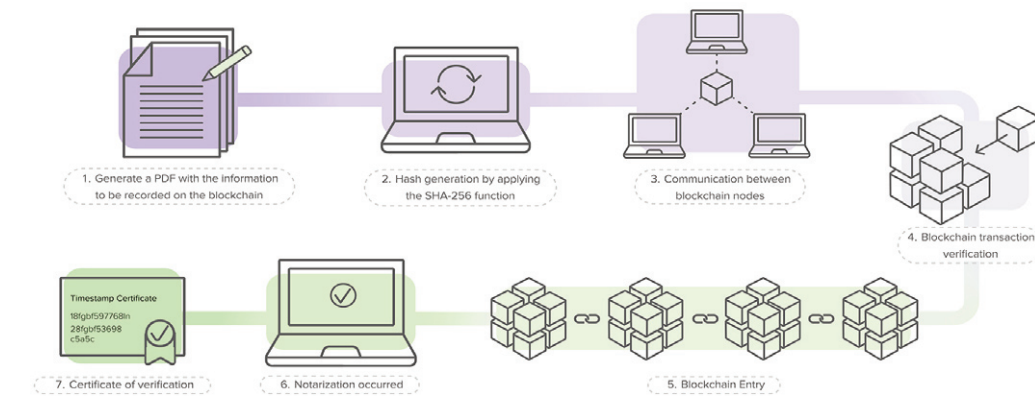 1. Generate a PDF with the information
to be recorded on the blockchain
2. Hash generation by applying
the SHA-256 function
3. Communication between
blockchain nodes
4. Blockchain transaction
verification
5. Blockchain Entry
6. Notarization occurred
7. Certificate of verification
Timestamp Certificate
18fgbf597768ln
28fgbf53698
c5a5c